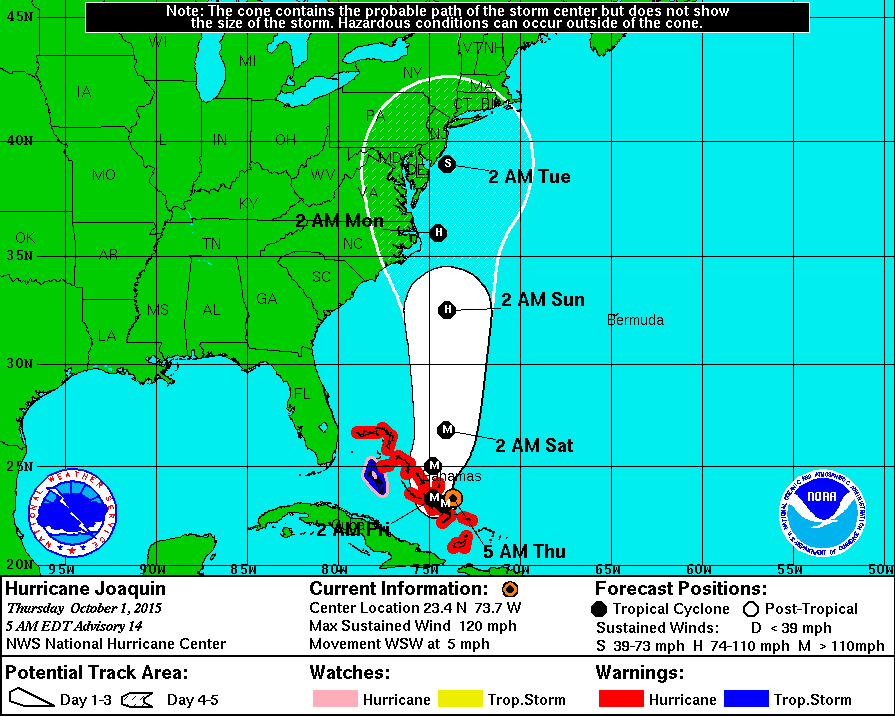 Note: The cone contains the probable path of the storm center but does not show
the size of the storm. Hazardous conditions can occur outside of the cone.
45N
WI
MI
VT NH
NY
MA
IA
CT RI
PA
40N
IL
IN
OH
NJ
MD
DE
MO
WV
VA
KY
S
2 AM Tue
2 AM Mon
H
OK
TN
NC
35N
AR
SC
MS
AL
GA
2 AM Sun
H
Bermuda
LA
30N
FL
M
2 AM Sat
25N
M
Bahamas
M
M
2 AM Fri
Cuba
5 AM Thu
NATIONAL WEATHER SERVICE
NOAA
20N
95W
90W
85W
80W
75W
70W
65W
60W
55W
50W
Hurricane Joaquin
Thursday October 1, 2015
5 AM EDT Advisory 14
NWS National Hurricane Center
Current Information:
Center Location 23.4 N 73.7 W
Max Sustained Wind 120 mph
Movement WSW at 5 mph
Forecast Positions:
Tropical Cyclone Post-Tropical
Sustained Winds: D < 39 mph
S 39-73 mph H 74-110 mph M > 110mph
Potential Track Area:
Day 1-3 Day 4-5
Watches:
Hurricane Trop.Storm
Warnings:
Hurricane Trop.Storm